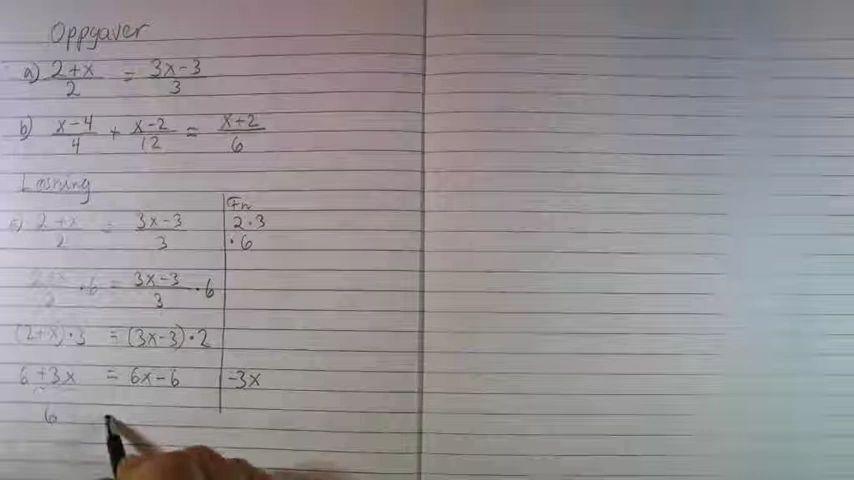 Oppgaver
a) 2+x/2 = 3x-3/3
b) x-4/4 + x-2/12 = x+2/6
Løsning
Fn
a) 2+x/2 = 3x-3/3 2·3
·6
2+x/2 ·6 = 3x-3/3 ·6
(2+x)·3 = (3x-3)·2
6+3x = 6x-6 -3x
6